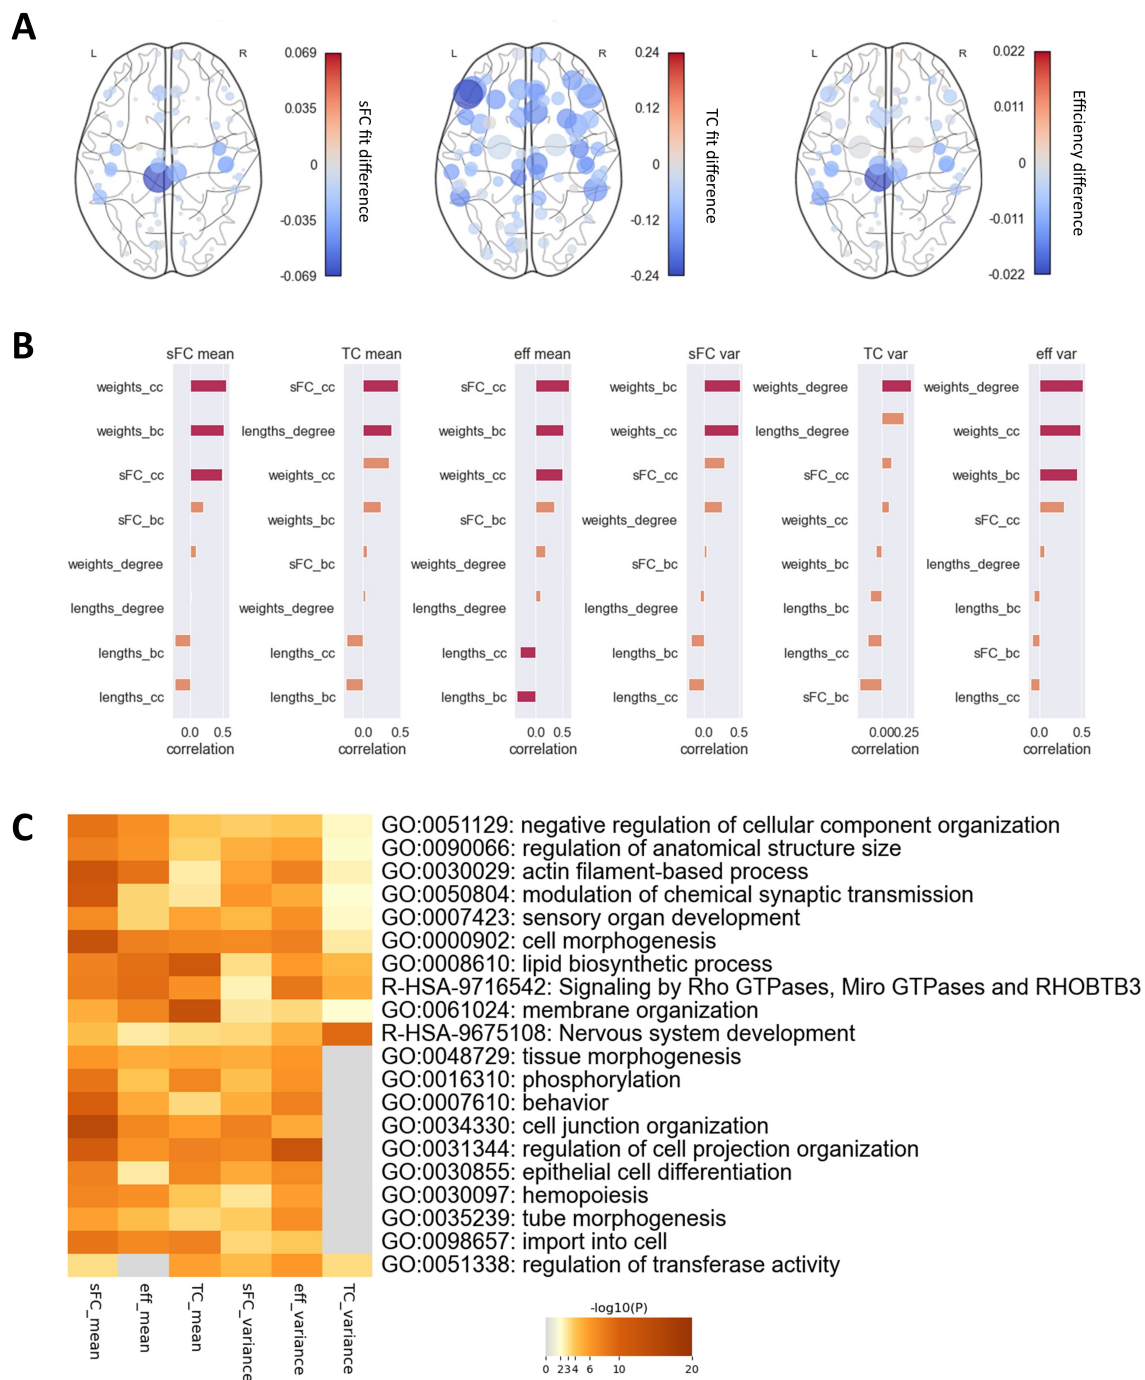 A
L R
0.069
0.035
0
-0.035
-0.069
sFC fit difference
L R
0.24
0.12
0
-0.12
-0.24
TC fit difference
L R
0.022
0.011
0
-0.011
-0.022
Efficiency difference
B
sFC mean
weights_cc
weights_bc
sFC_cc
sFC_bc
weights_degree
lengths_degree
lengths_bc
lengths_cc
0.0 0.5
correlation
TC mean
sFC_cc
lengths_degree
weights_cc
weights_bc
sFC_bc
weights_degree
lengths_cc
lengths_bc
0.0 0.5
correlation
eff mean
sFC_cc
weights_bc
weights_cc
sFC_bc
weights_degree
lengths_degree
lengths_cc
lengths_bc
0.0 0.5
correlation
sFC var
weights_bc
weights_cc
sFC_cc
weights_degree
sFC_bc
lengths_degree
lengths_bc
lengths_cc
0.0 0.5
correlation
TC var
weights_degree
lengths_degree
sFC_cc
weights_cc
weights_bc
lengths_bc
lengths_cc
sFC_bc
0.00 0.25
correlation
eff var
weights_degree
weights_cc
weights_bc
sFC_cc
lengths_degree
lengths_bc
sFC_bc
lengths_cc
0.0 0.5
correlation
C
GO:0051129: negative regulation of cellular component organization
GO:0090066: regulation of anatomical structure size
GO:0030029: actin filament-based process
GO:0050804: modulation of chemical synaptic transmission
GO:0007423: sensory organ development
GO:0000902: cell morphogenesis
GO:0008610: lipid biosynthetic process
R-HSA-9716542: Signaling by Rho GTPases, Miro GTPases and RHOBTB3
GO:0061024: membrane organization
R-HSA-9675108: Nervous system development
GO:0048729: tissue morphogenesis
GO:0016310: phosphorylation
GO:0007610: behavior
GO:0034330: cell junction organization
GO:0031344: regulation of cell projection organization
GO:0030855: epithelial cell differentiation
GO:0030097: hemopoiesis
GO:0035239: tube morphogenesis
GO:0098657: import into cell
GO:0051338: regulation of transferase activity
sFC_mean
eff_mean
TC_mean
sFC_variance
eff_variance
TC_variance
-log10(P)
0 2 3 4 6 10 20